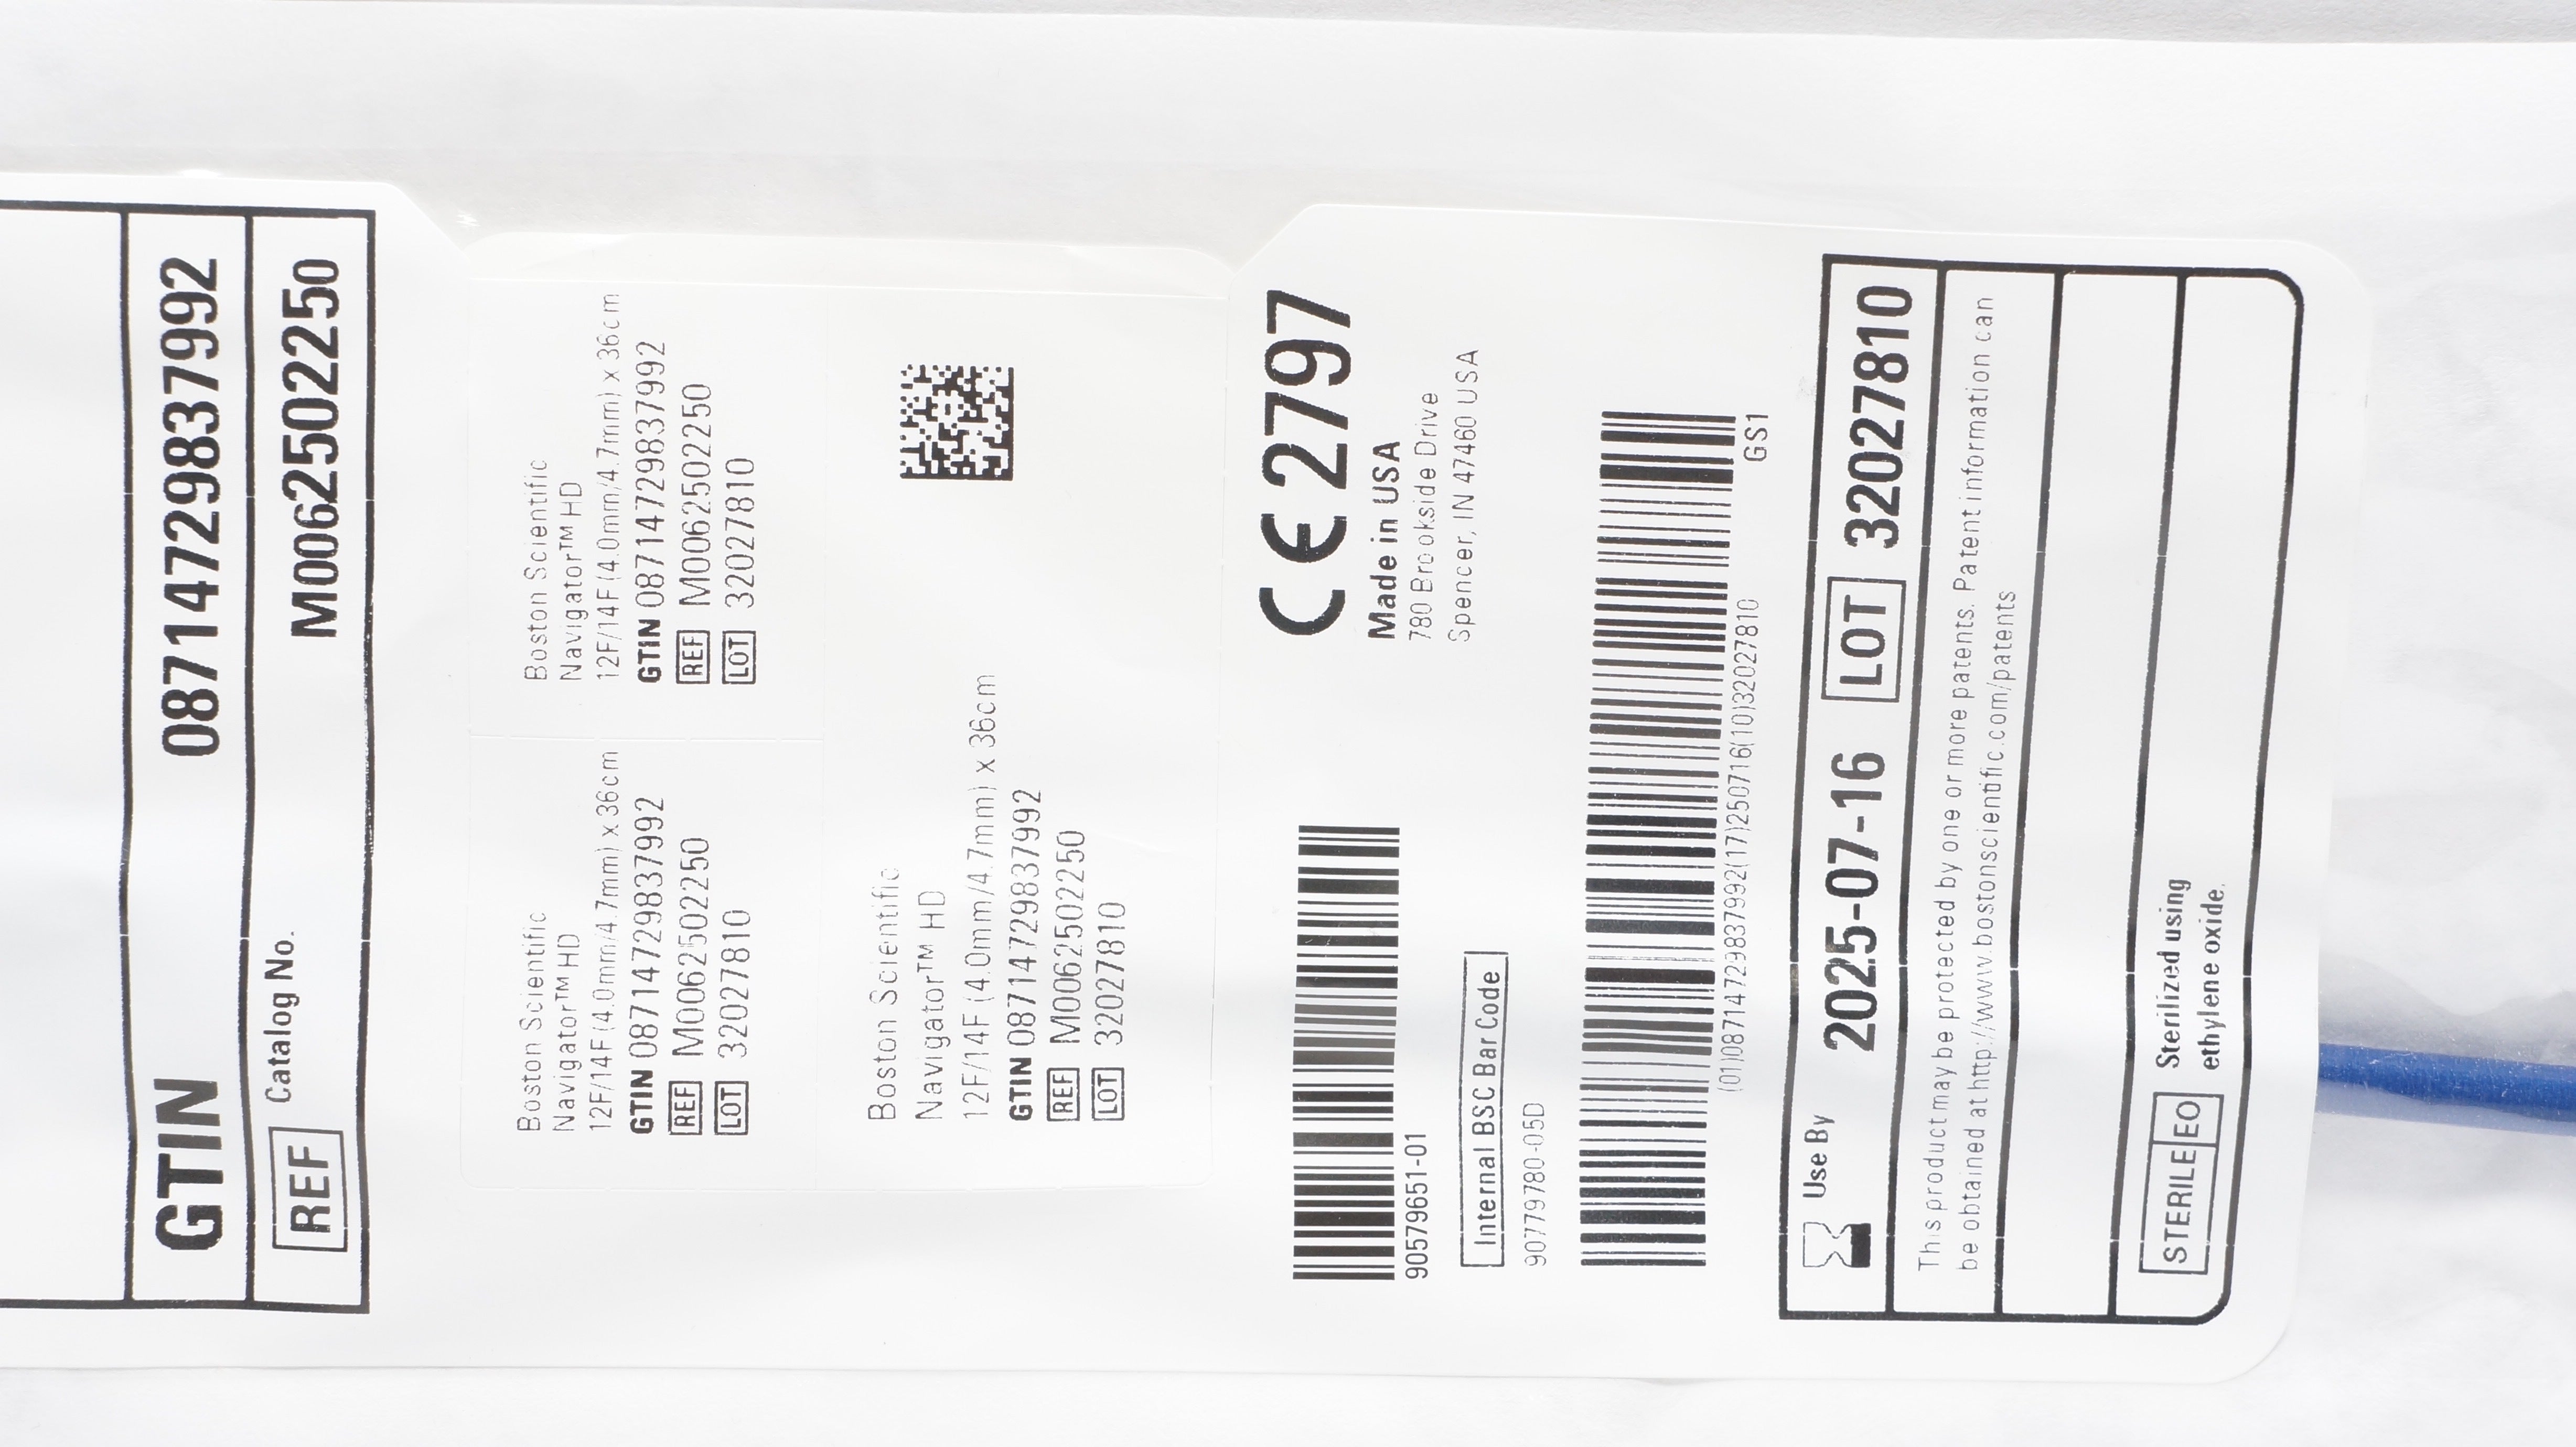 GTIN 08714729837992
REF Catalog No. M0062502250
Boston Scientific
Navigator™ HD
12F/14F (4.0mm/4.7mm) x 36cm
GTIN 08714729837992
REF M0062502250
LOT 32027810
Boston Scientific
Navigator™ HD
12F/14F (4.0mm/4.7mm) x 36cm
GTIN 08714729837992
REF M0062502250
LOT 32027810
Boston Scientific
Navigator™ HD
12F/14F (4.0mm/4.7mm) x 36cm
GTIN 08714729837992
REF M0062502250
LOT 32027810
CE 2797
Made in USA
780 Brookside Drive
Spencer, IN 47460 USA
90579651-01
Internal BSC Bar Code
90779780-05D
(01)08714729837992(17)250716(10)32027810
GS1
Use By 2025-07-16 LOT 32027810
This product may be protected by one or more patents. Patent information can
be obtained at http://www.bostonscientific.com/patents
STERILE EO Sterilized using
ethylene oxide.